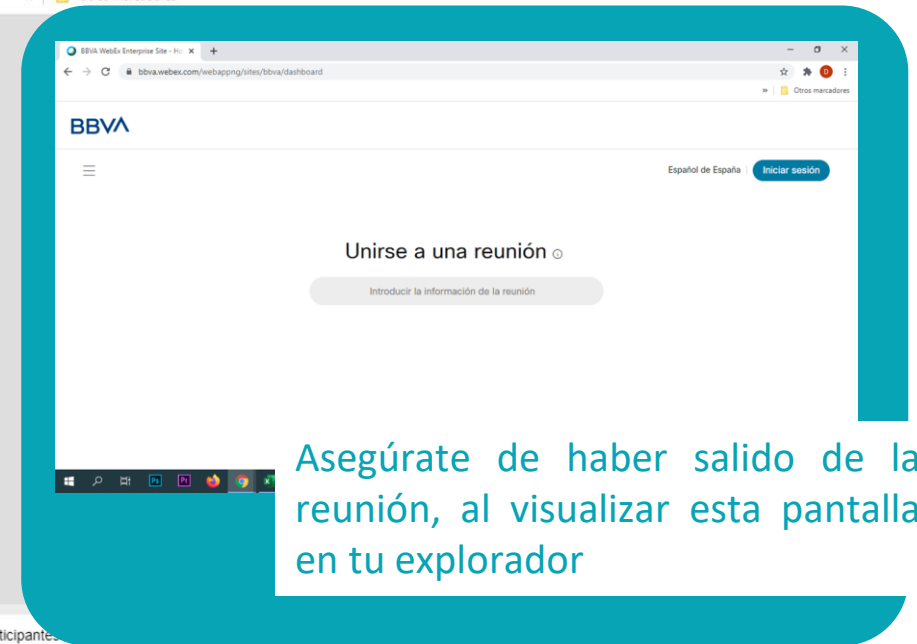 BBVA WebEx Enterprise Site - Ho
bbva.webex.com/webappng/sites/bbva/dashboard
D
Otros marcadores
BBVA
Español de España
Iniciar sesión
Unirse a una reunión
Introducir la información de la reunión
Ps Pr
Asegúrate de haber salido de la
reunión, al visualizar esta pantalla
en tu explorador